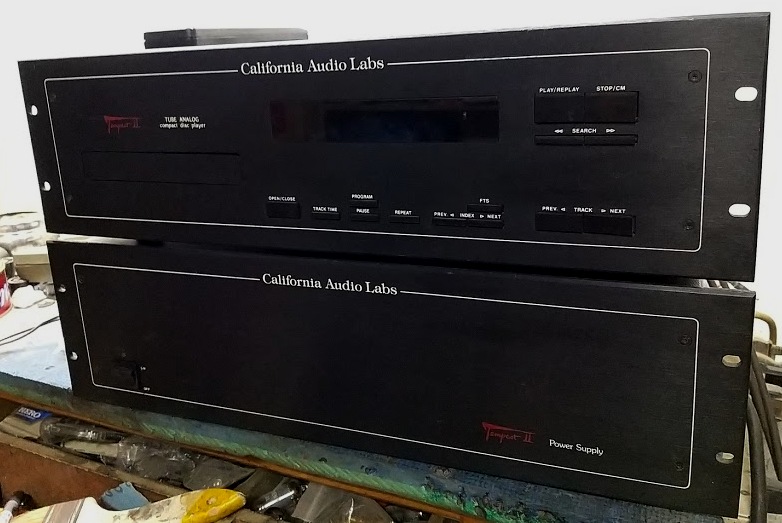 California Audio Labs
Tempest II
TUBE ANALOG
compact disc player
PLAY/REPLAY STOP/CM
SEARCH
OPEN/CLOSE
TRACK TIME
PROGRAM
PAUSE
REPEAT
FTS
PREV. INDEX NEXT
PREV. TRACK NEXT
California Audio Labs
ON
OFF
Tempest II
Power Supply